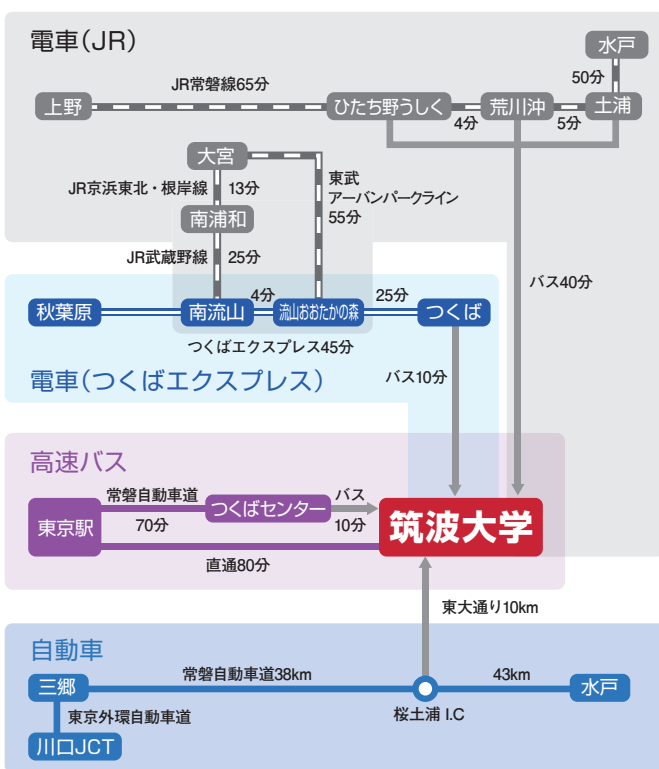 電車(JR)
水戸
50分
JR常磐線65分
上野
ひたち野うしく
4分
荒川沖
5分
土浦
大宮
JR京浜東北・根岸線
13分
東武
アーバンパークライン
55分
南浦和
JR武蔵野線
25分
バス40分
秋葉原
南流山
4分
流山おおたかの森
25分
つくば
つくばエクスプレス45分
電車(つくばエクスプレス)
バス10分
高速バス
東京駅
常磐自動車道
70分
つくばセンター
バス
10分
筑波大学
直通80分
東大通り10km
自動車
三郷
常磐自動車道38km
桜土浦 I.C
43km
水戸
東京外環自動車道
川口JCT